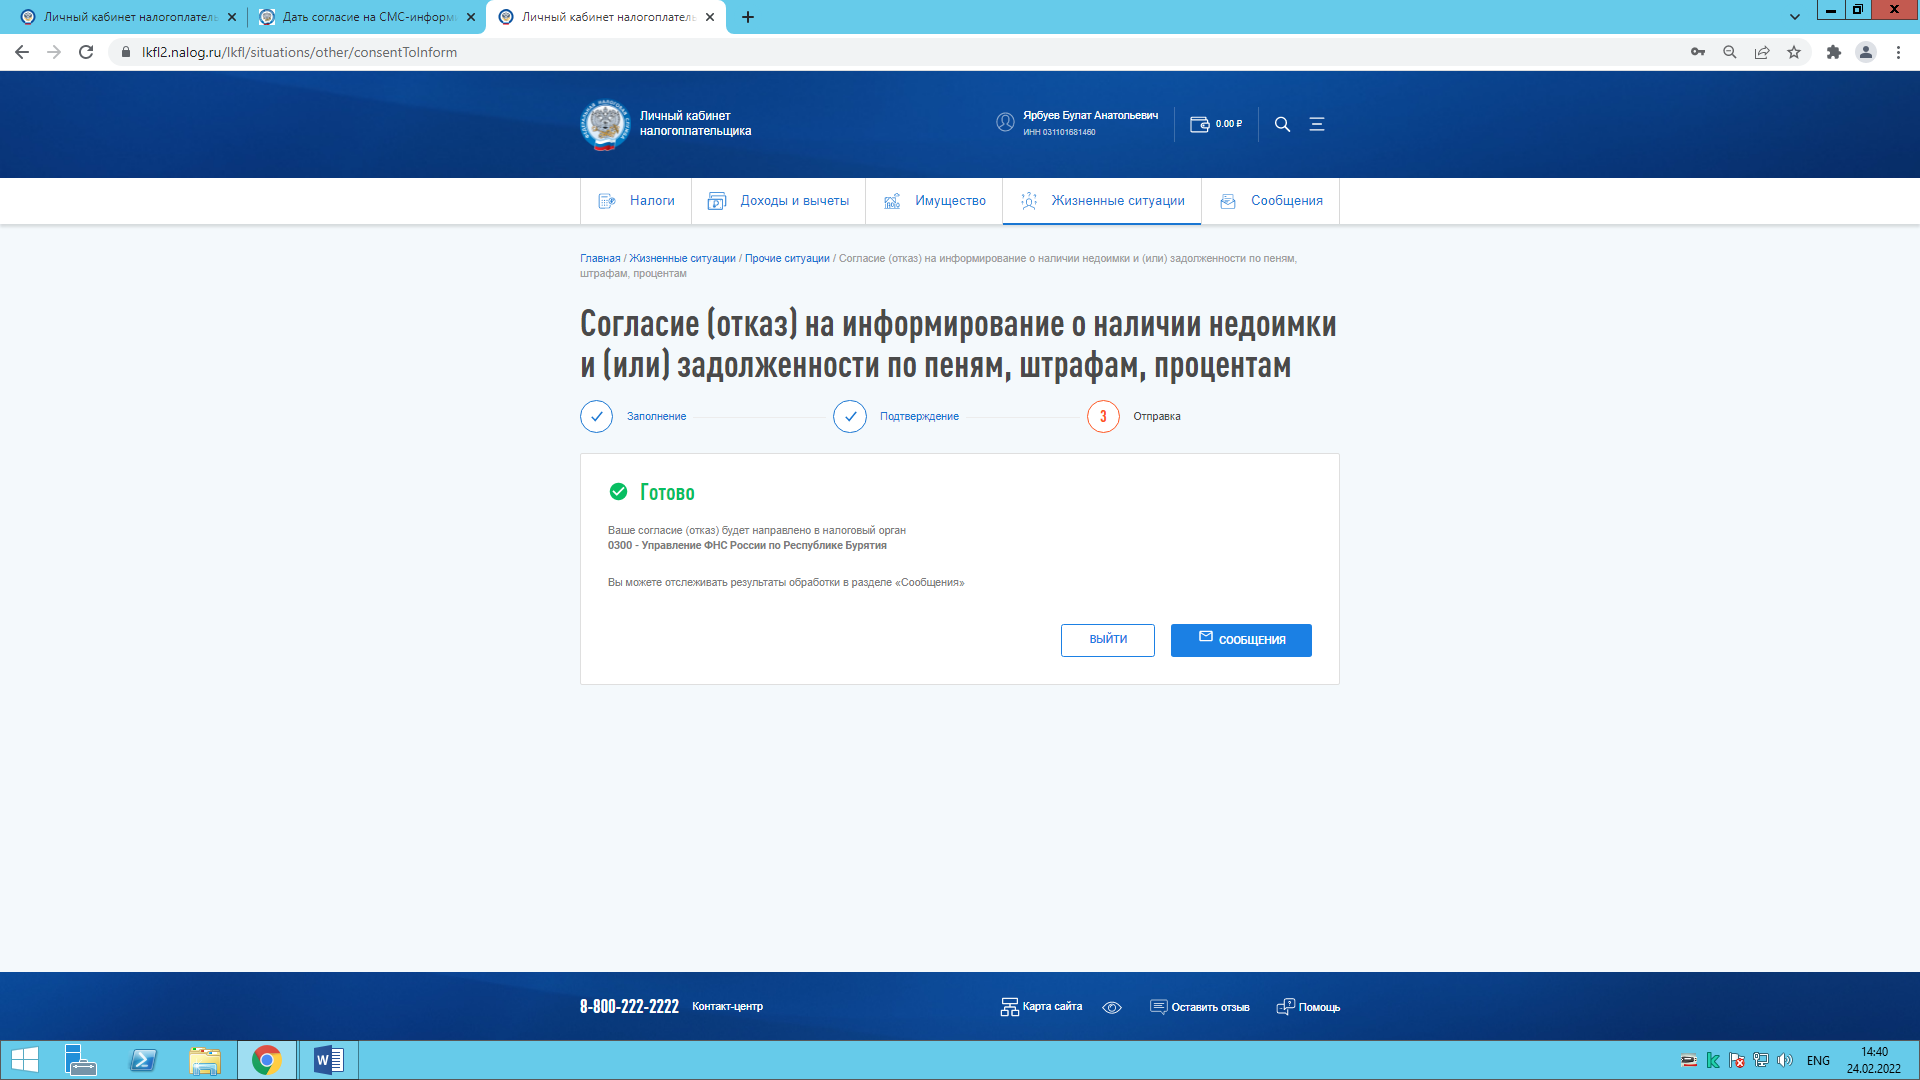 Личный кабинет налогоплатель
Дать согласие на СМС-информи
Личный кабинет налогоплатель
lkfl2.nalog.ru/lkfl/situations/other/consentToInform
Личный кабинет
налогоплательщика
Ярбуев Булат Анатольевич
ИНН 031101681460
0.00 ₽
Налоги
Доходы и вычеты
Имущество
Жизненные ситуации
Сообщения
Главная / Жизненные ситуации / Прочие ситуации / Согласие (отказ) на информирование о наличии недоимки и (или) задолженности по пеням,
штрафам, процентам
Согласие (отказ) на информирование о наличии недоимки
и (или) задолженности по пеням, штрафам, процентам
Заполнение
Подтверждение
3 Отправка
Готово
Ваше согласие (отказ) будет направлено в налоговый орган
0300 - Управление ФНС России по Республике Бурятия
Вы можете отслеживать результаты обработки в разделе «Сообщения»
ВЫЙТИ
СООБЩЕНИЯ
8-800-222-2222 Контакт-центр
Карта сайта
Оставить отзыв
Помощь
ENG
14:40
24.02.2022